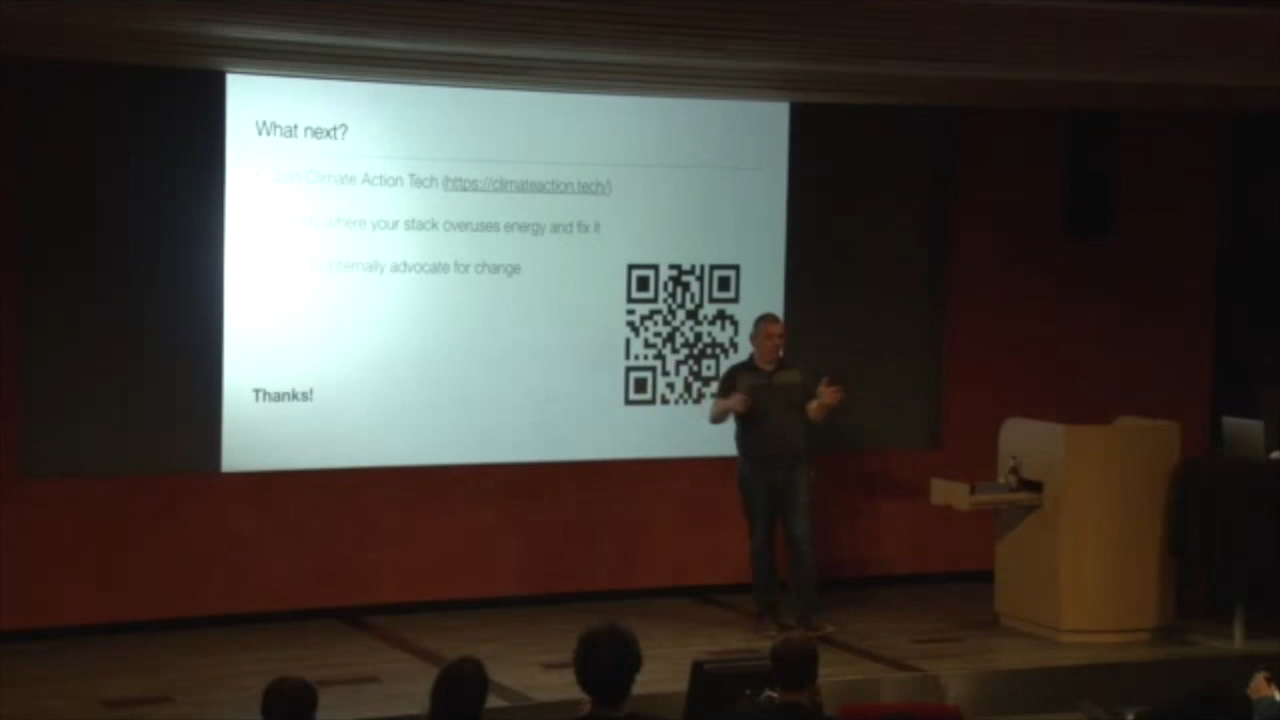 What next?
Climate Action Tech (https://climateaction.tech/)
where your stack overuses energy and fix it
internally advocate for change
Thanks!